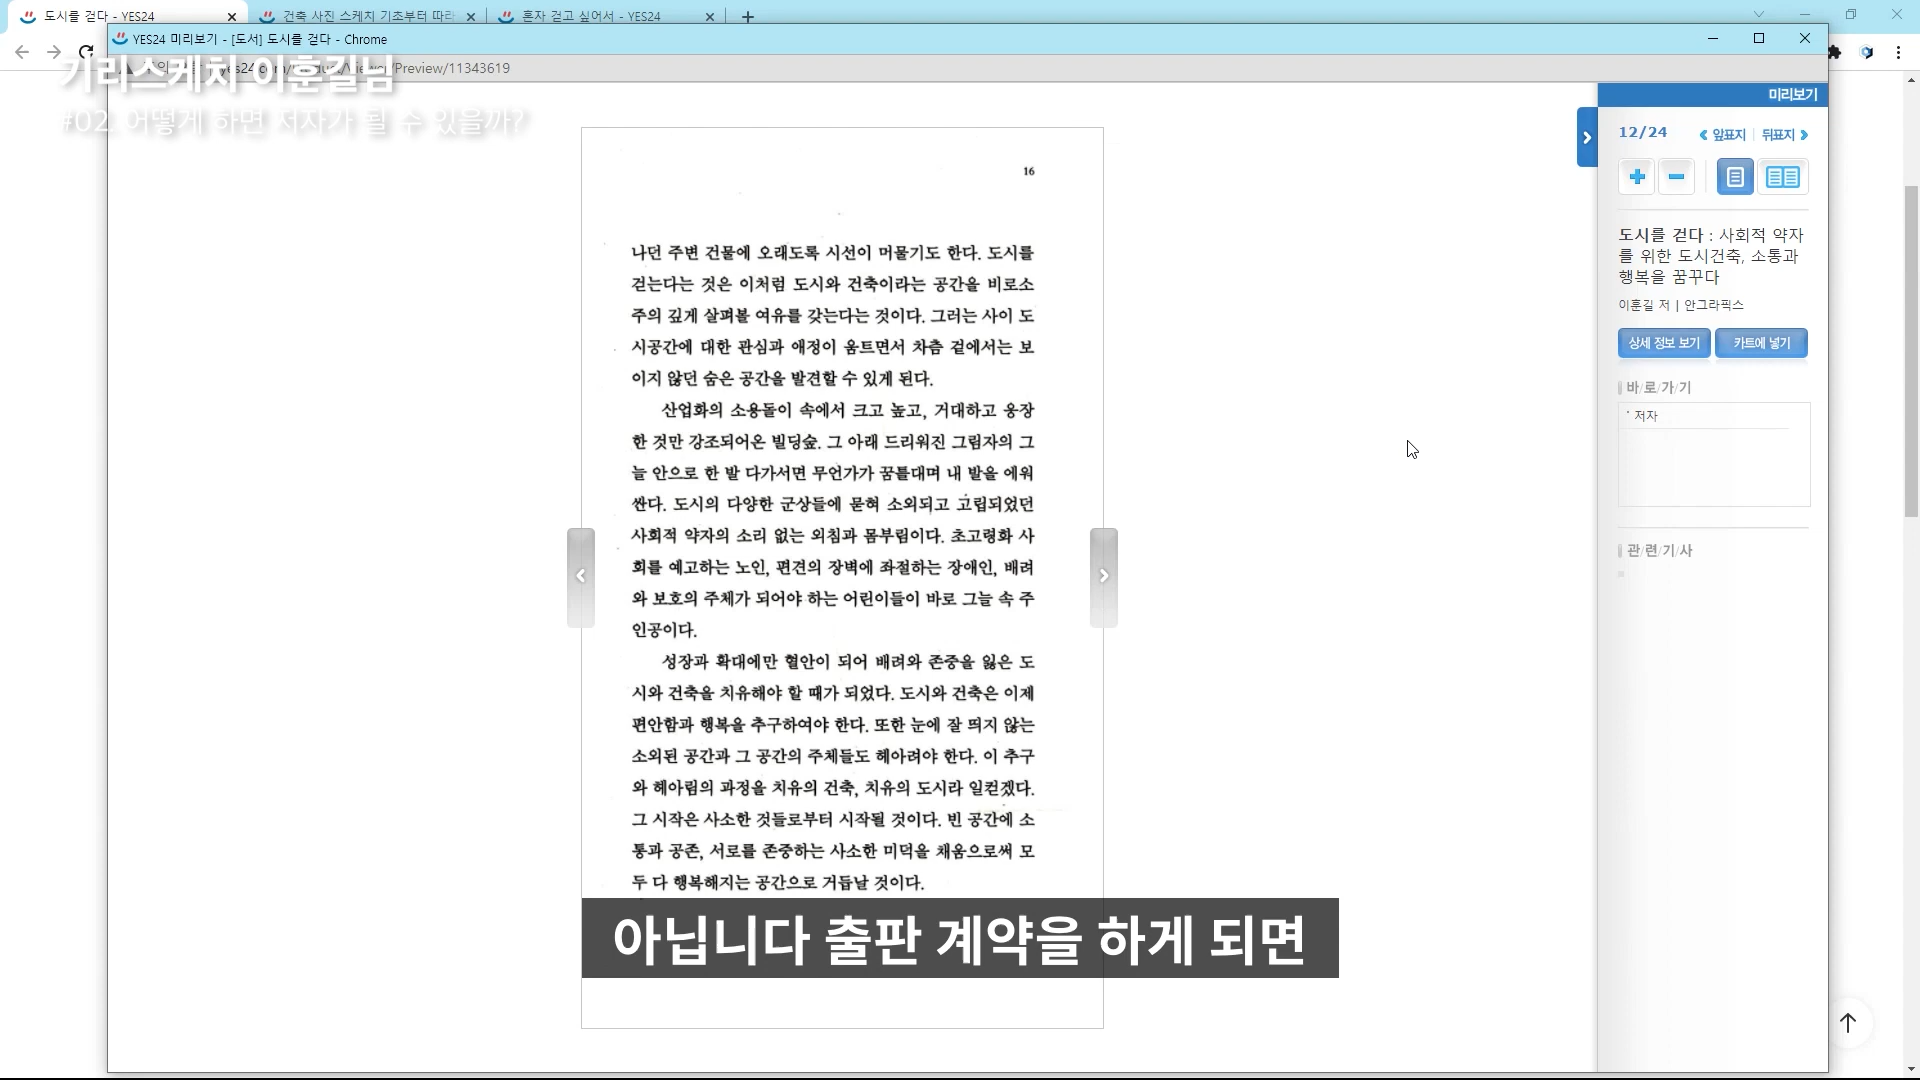 도시를 걷다 - YES24
건축 사진 스케치 기초부터 따라
혼자 걷고 싶어서 - YES24
YES24 미리보기 - [도서] 도시를 걷다 - Chrome
Preview/11343619
기리스케치 이훈길님
#02. 어떻게 하면 저자가 될 수 있을까?
미리보기
12/24
앞표지
뒤표지
16
나던 주변 건물에 오래도록 시선이 머물기도 한다. 도시를
걷는다는 것은 이처럼 도시와 건축이라는 공간을 비로소
주의 깊게 살펴볼 여유를 갖는다는 것이다. 그러는 사이 도
시공간에 대한 관심과 애정이 움트면서 차츰 겉에서는 보
이지 않던 숨은 공간을 발견할 수 있게 된다.
산업화의 소용돌이 속에서 크고 높고, 거대하고 웅장
한 것만 강조되어온 빌딩숲. 그 아래 드리워진 그림자의 그
늘 안으로 한 발 다가서면 무언가가 꿈틀대며 내 발을 에워
싼다. 도시의 다양한 군상들에 묻혀 소외되고 고립되었던
사회적 약자의 소리 없는 외침과 몸부림이다. 초고령화 사
회를 예고하는 노인, 편견의 장벽에 좌절하는 장애인, 배려
와 보호의 주체가 되어야 하는 어린이들이 바로 그늘 속 주
인공이다.
성장과 확대에만 혈안이 되어 배려와 존중을 잃은 도
시와 건축을 치유해야 할 때가 되었다. 도시와 건축은 이제
편안함과 행복을 추구하여야 한다. 또한 눈에 잘 띄지 않는
소외된 공간과 그 공간의 주체들도 헤아려야 한다. 이 추구
와 헤아림의 과정을 치유의 건축, 치유의 도시라 일컫겠다.
그 시작은 사소한 것들로부터 시작될 것이다. 빈 공간에 소
통과 공존, 서로를 존중하는 사소한 미덕을 채움으로써 모
두 다 행복해지는 공간으로 거듭날 것이다.
아닙니다 출판 계약을 하게 되면
도시를 걷다 : 사회적 약자
를 위한 도시건축, 소통과
행복을 꿈꾸다
이훈길 저 | 안그라픽스
상세 정보 보기
카트에 넣기
바/로/가/기
저자
관/련/기/사